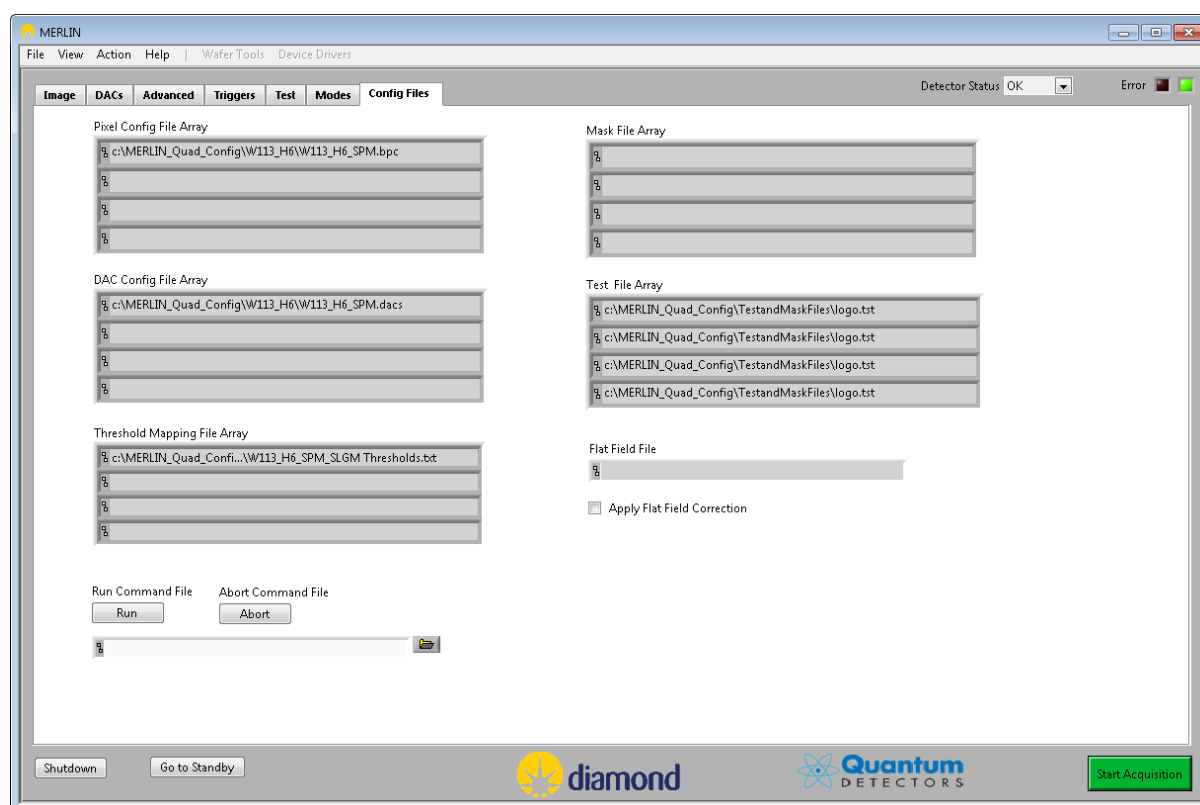 MERLIN
File View Action Help | Wafer Tools Device Drivers
Image DACs Advanced Triggers Test Modes Config Files
Detector Status OK
Error
Pixel Config File Array
c:\MERLIN_Quad_Config\W113_H6\W113_H6_SPM.bpc
Mask File Array
DAC Config File Array
c:\MERLIN_Quad_Config\W113_H6\W113_H6_SPM.dacs
Test File Array
c:\MERLIN_Quad_Config\TestandMaskFiles\logo.tst
c:\MERLIN_Quad_Config\TestandMaskFiles\logo.tst
c:\MERLIN_Quad_Config\TestandMaskFiles\logo.tst
c:\MERLIN_Quad_Config\TestandMaskFiles\logo.tst
Threshold Mapping File Array
c:\MERLIN_Quad_Confi...\W113_H6_SPM_SLGM Thresholds.txt
Flat Field File
Apply Flat Field Correction
Run Command File
Abort Command File
Run
Abort
Shutdown
Go to Standby
diamond
Quantum
DETECTORS
Start Acquisition